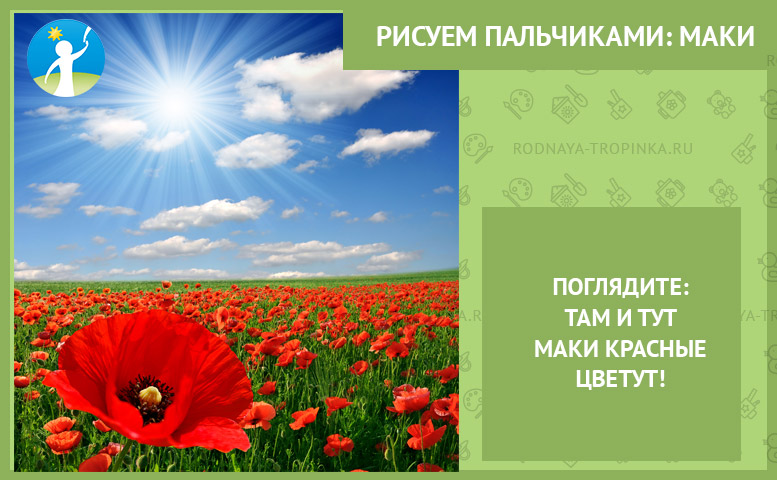 РИСУЕМ ПАЛЬЧИКАМИ: МАКИ
RODNAYA-TROPINKA.RU
ПОГЛЯДИТЕ:
ТАМ И ТУТ
МАКИ КРАСНЫЕ
ЦВЕТУТ!